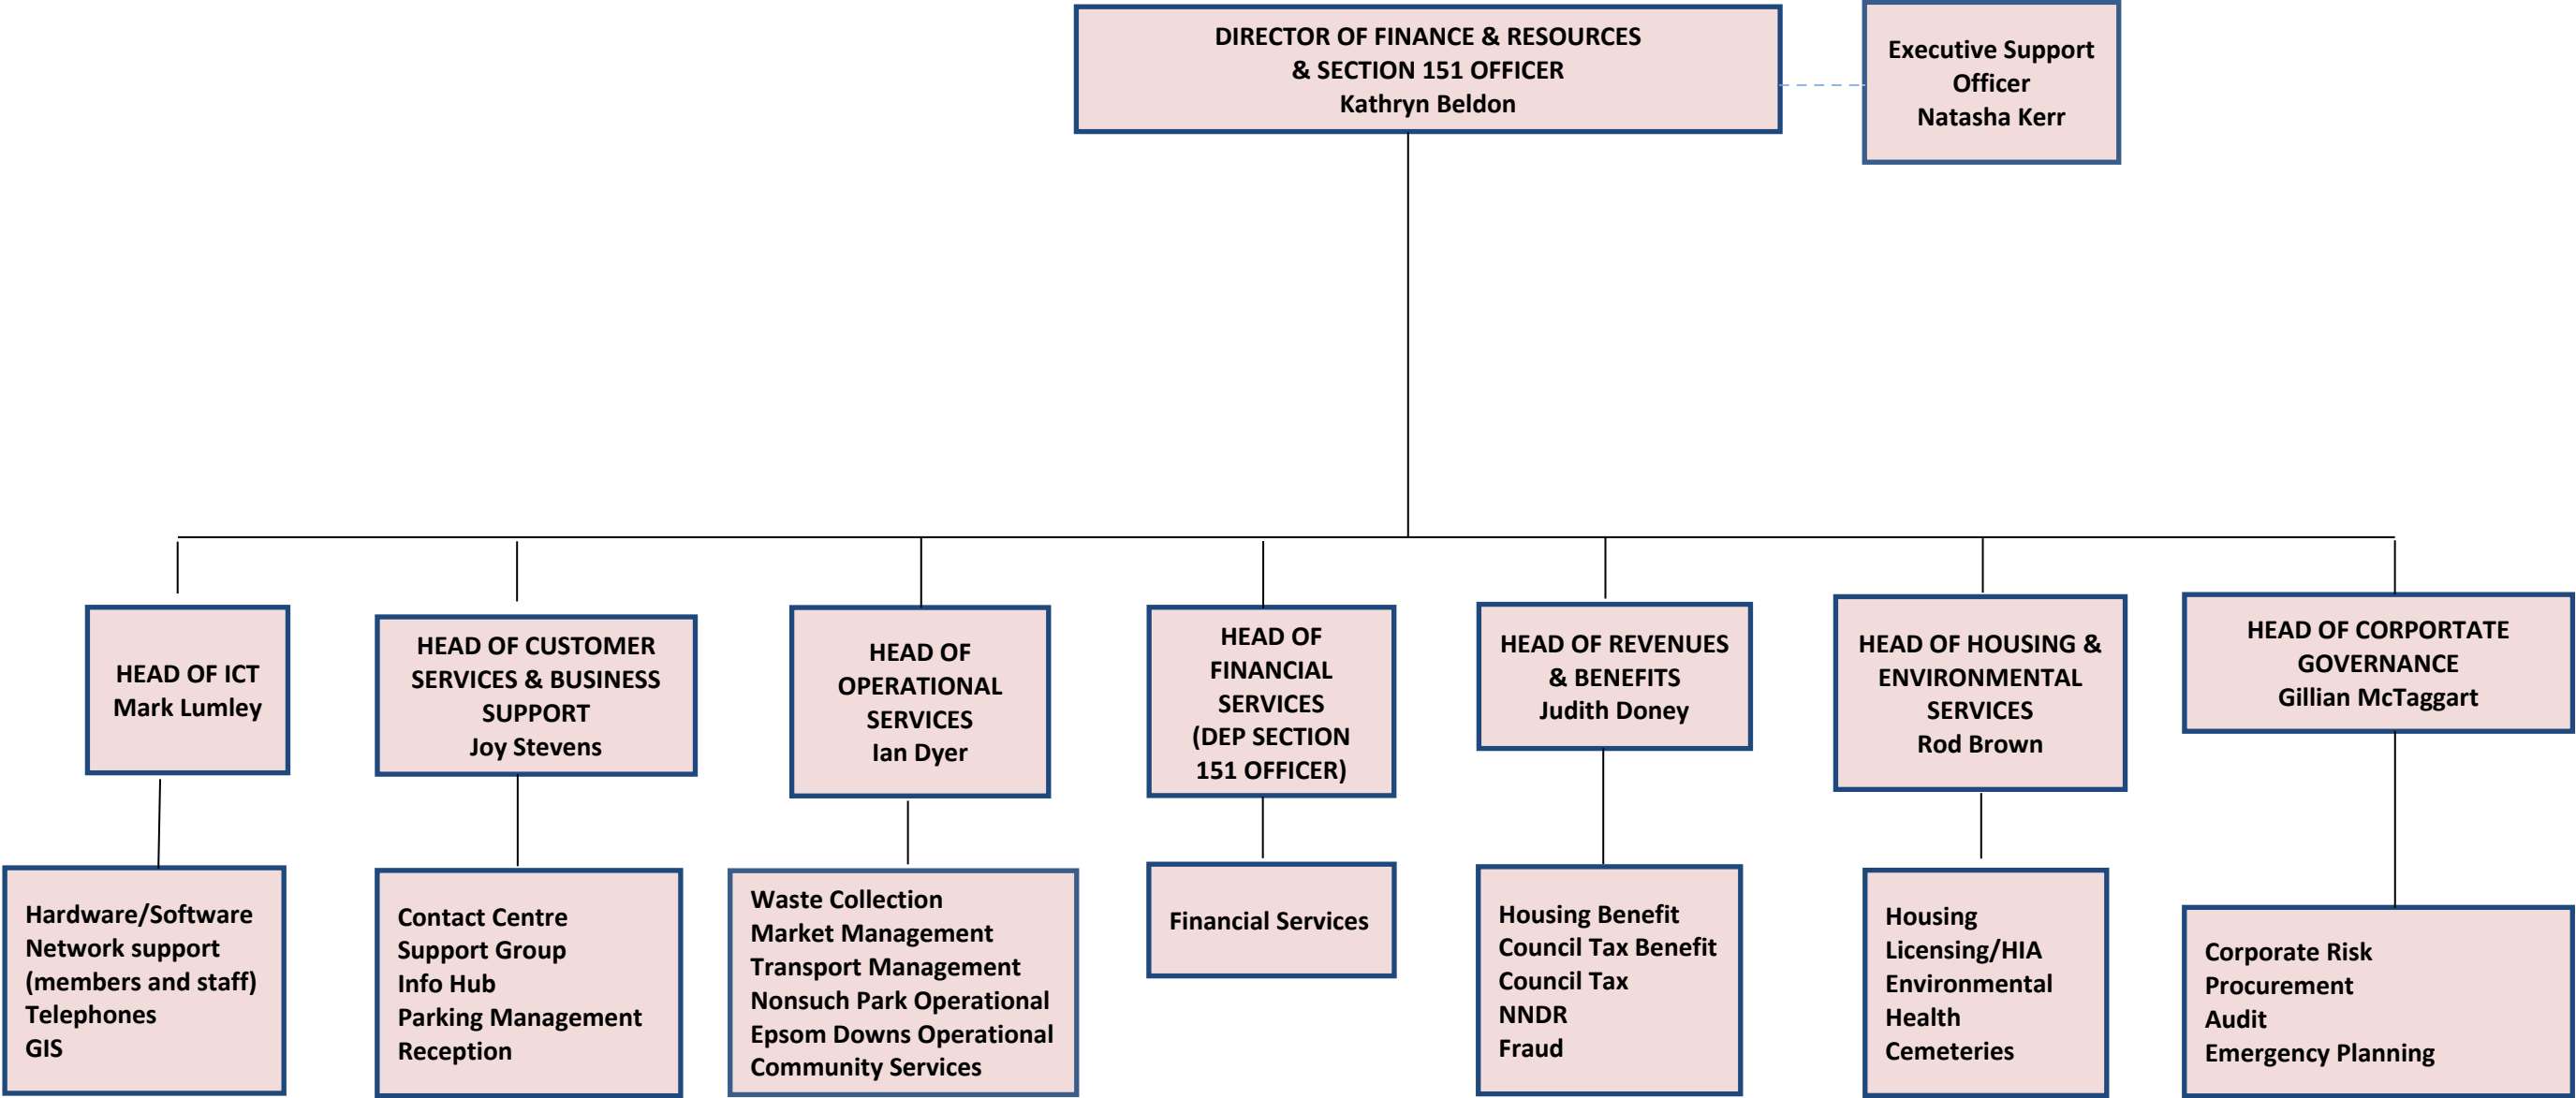 DIRECTOR OF FINANCE & RESOURCES
& SECTION 151 OFFICER
Kathryn Beldon
Executive Support
Officer
Natasha Kerr
HEAD OF ICT
Mark Lumley
HEAD OF CUSTOMER
SERVICES & BUSINESS
SUPPORT
Joy Stevens
HEAD OF
OPERATIONAL
SERVICES
Ian Dyer
HEAD OF
FINANCIAL
SERVICES
(DEP SECTION
151 OFFICER)
HEAD OF REVENUES
& BENEFITS
Judith Doney
HEAD OF HOUSING &
ENVIRONMENTAL
SERVICES
Rod Brown
HEAD OF CORPORTATE
GOVERNANCE
Gillian McTaggart
Hardware/Software
Network support
(members and staff)
Telephones
GIS
Contact Centre
Support Group
Info Hub
Parking Management
Reception
Waste Collection
Market Management
Transport Management
Nonsuch Park Operational
Epsom Downs Operational
Community Services
Financial Services
Housing Benefit
Council Tax Benefit
Council Tax
NNDR
Fraud
Housing
Licensing/HIA
Environmental
Health
Cemeteries
Corporate Risk
Procurement
Audit
Emergency Planning